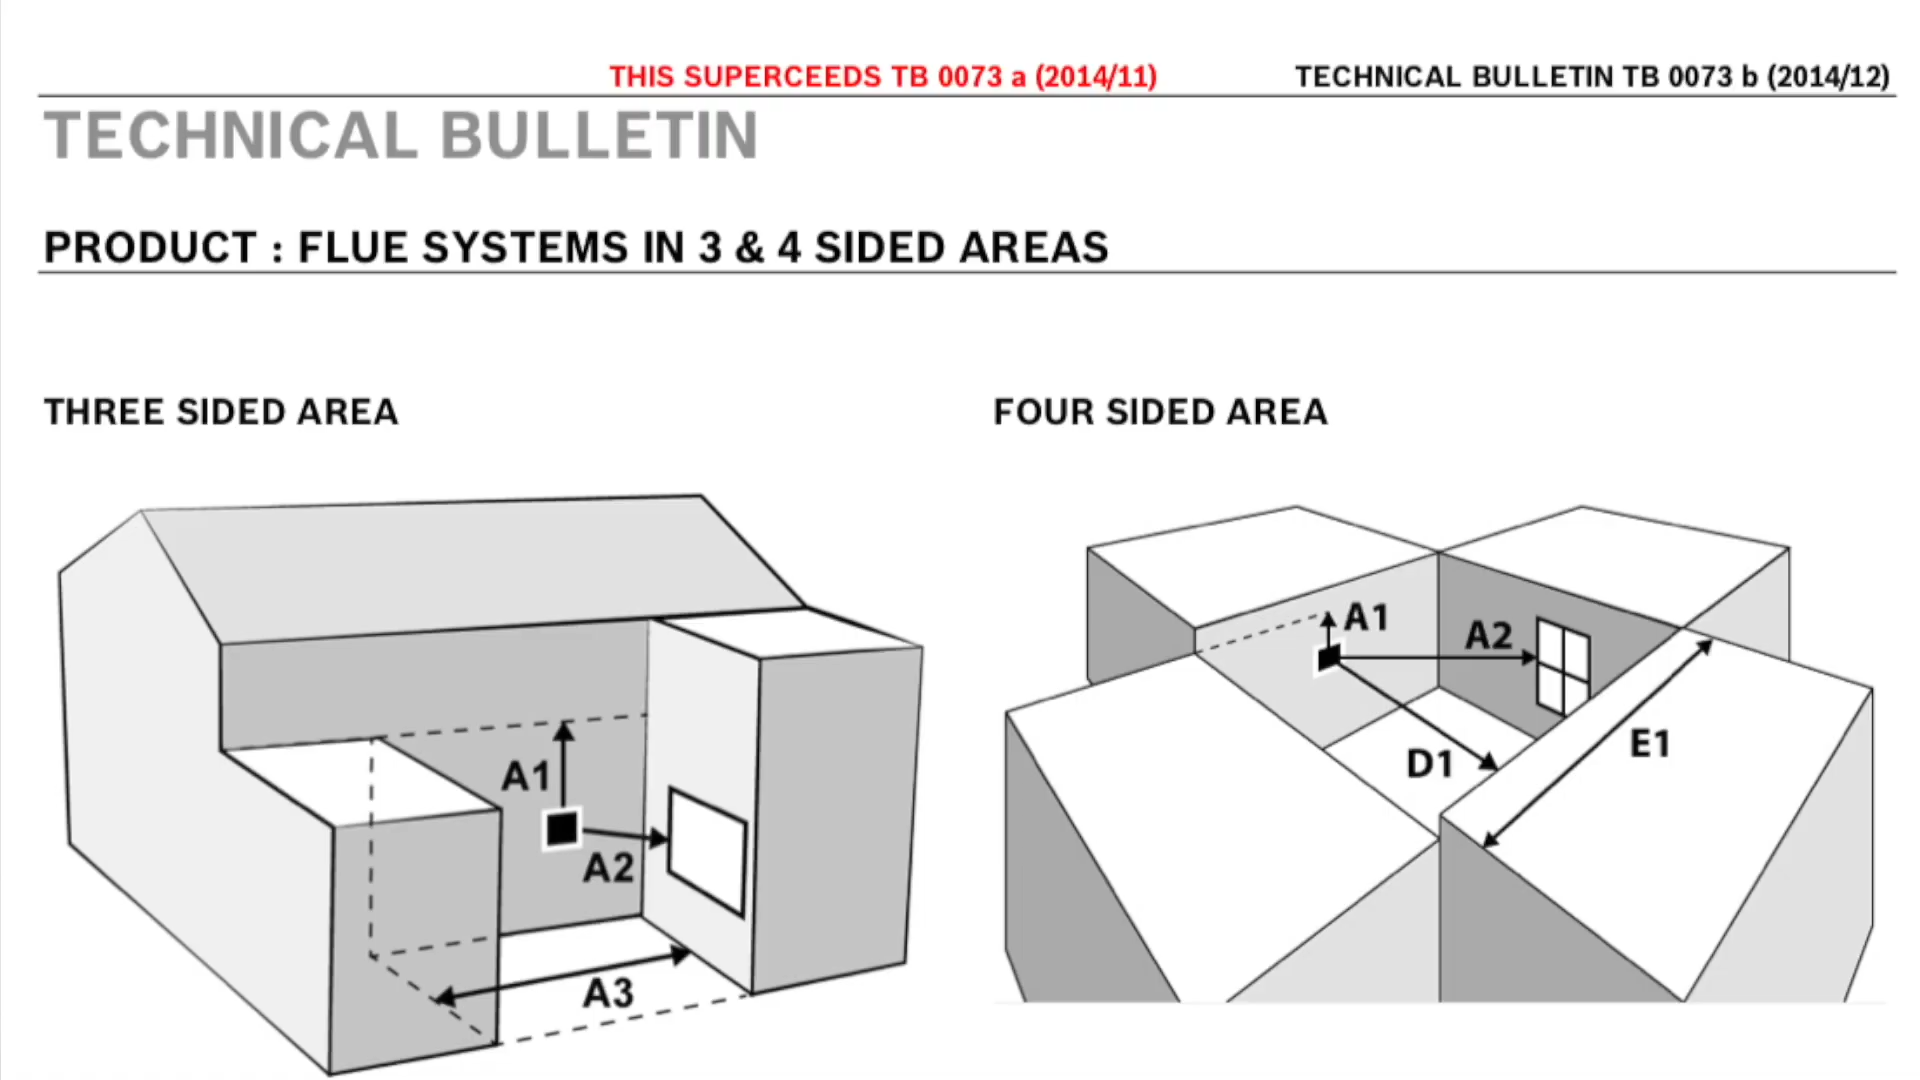 THIS SUPERCEEDS TB 0073 a (2014/11)
TECHNICAL BULLETIN TB 0073 b (2014/12)
TECHNICAL BULLETIN
PRODUCT : FLUE SYSTEMS IN 3 & 4 SIDED AREAS
THREE SIDED AREA
FOUR SIDED AREA
A1
A2
A3
A1
A2
D1
E1